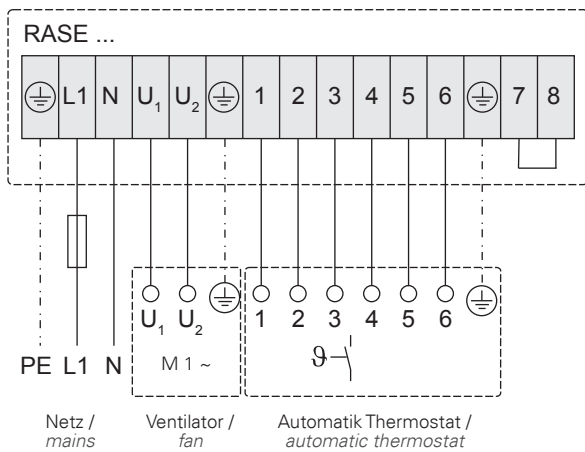 RASE ...
L1 N U1 U2 1 2 3 4 5 6 7 8
U1 U2 1 2 3 4 5 6
PE L1 N M 1 ~ ϑ
Netz / Ventilator / Automatik Thermostat /
mains fan automatic thermostat